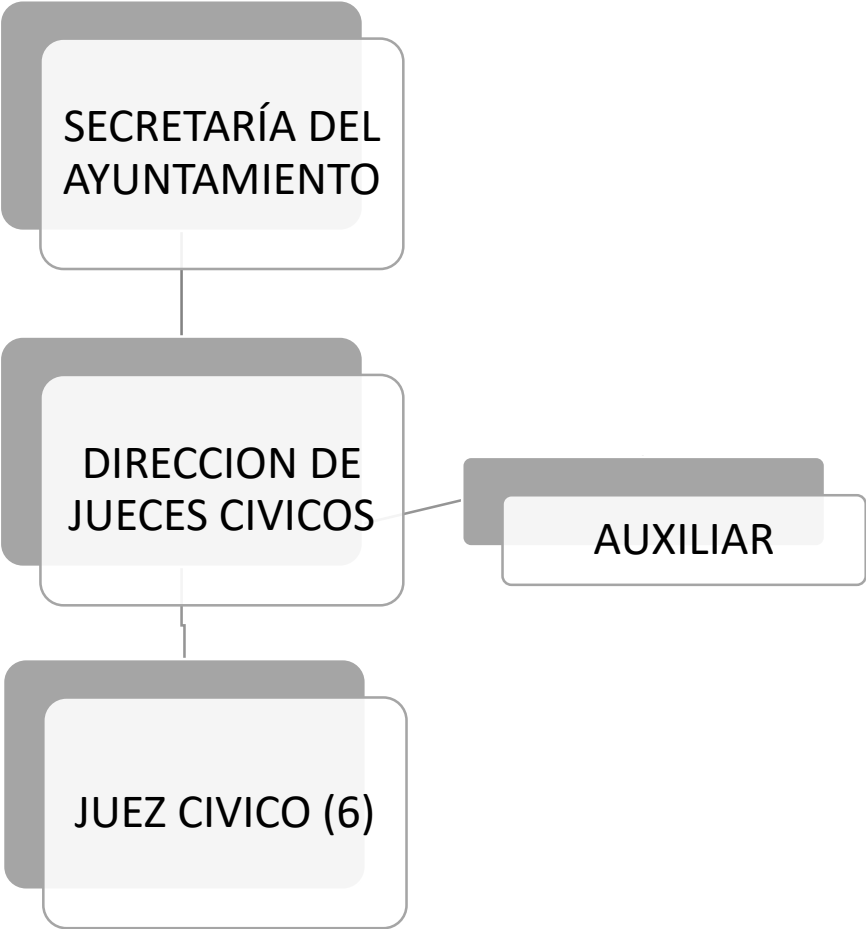 SECRETARÍA DEL
AYUNTAMIENTO
DIRECCION DE
JUECES CIVICOS
AUXILIAR
JUEZ CIVICO (6)